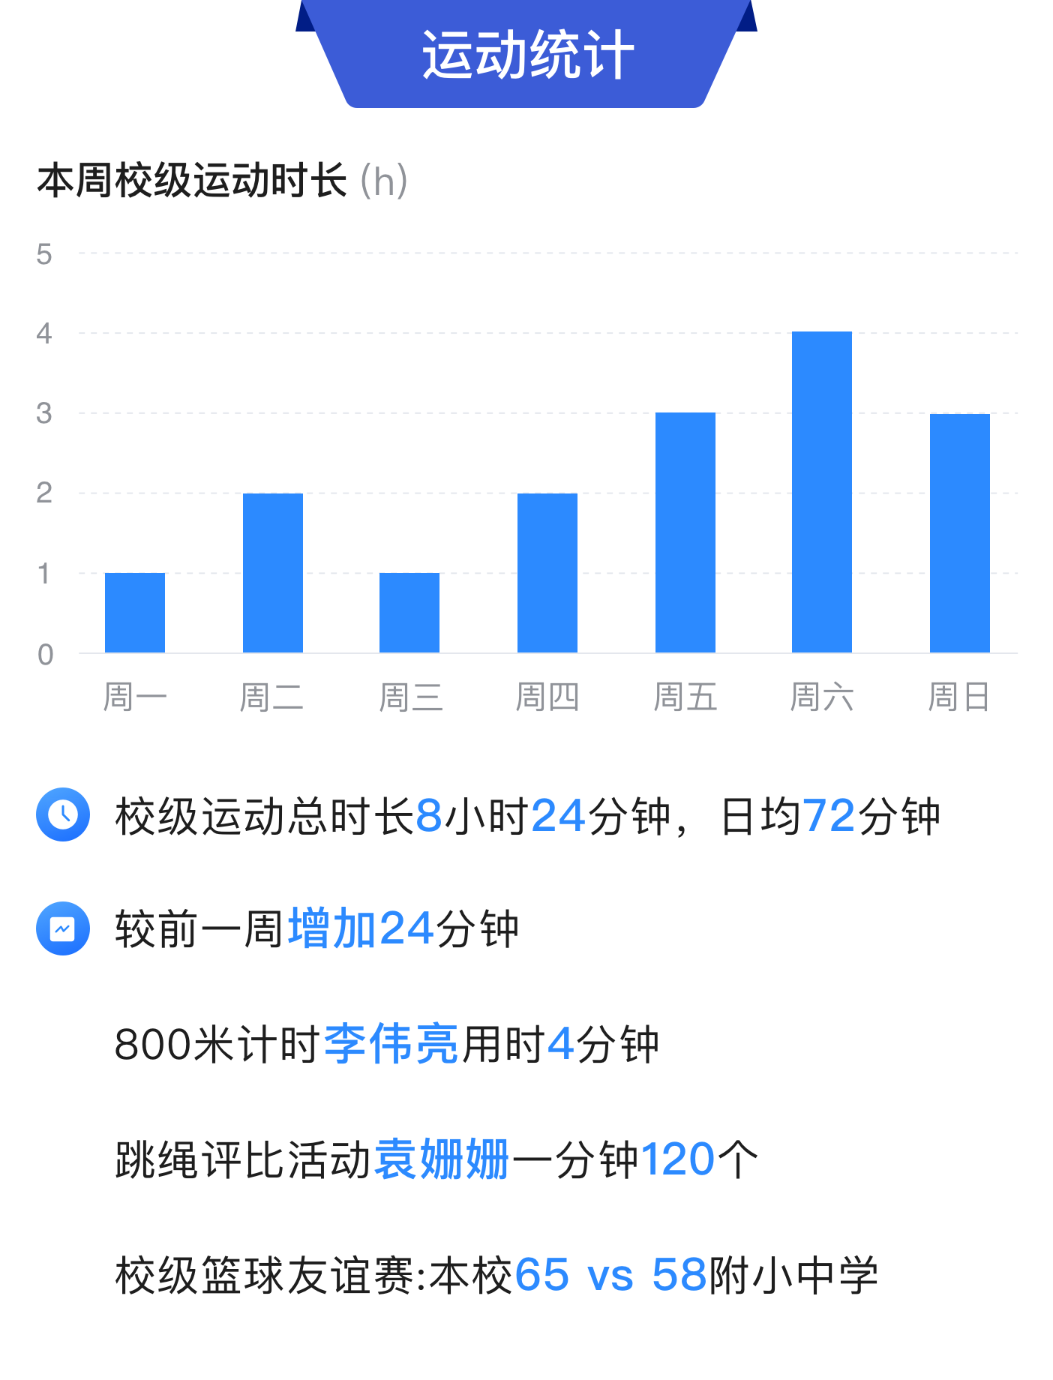 运动统计
本周校级运动时长 (h)
5
4
3
2
1
0
周一 周二 周三 周四 周五 周六 周日
校级运动总时长8小时24分钟，日均72分钟
较前一周增加24分钟
800米计时李伟亮用时4分钟
跳绳评比活动袁姗姗一分钟120个
校级篮球友谊赛:本校65 vs 58附小中学